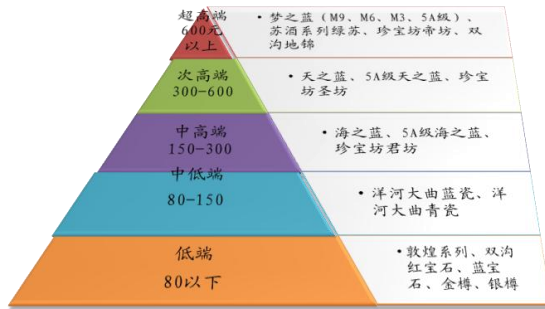 超高端
600元
以上
• 梦之蓝（M9、M6、M3、5A级）、
苏酒系列绿苏、珍宝坊帝坊、双
沟地锦
次高端
300-600
• 天之蓝、5A级天之蓝、珍宝
坊圣坊
中高端
150-300
• 海之蓝、5A级海之蓝、
珍宝坊君坊
中低端
80-150
• 洋河大曲蓝瓷、洋
河大曲青瓷
低端
80以下
• 敦煌系列、双沟
红宝石、蓝宝
石、金樽、银樽